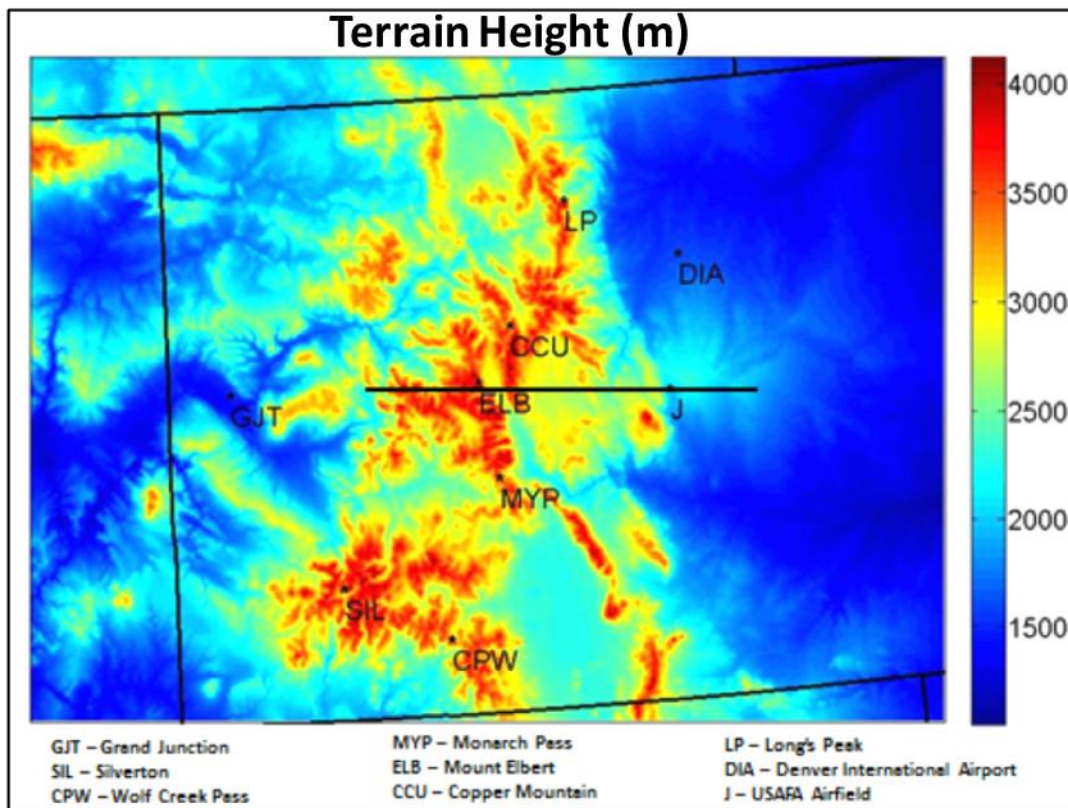 Terrain Height (m)
4000
3500
3000
2500
2000
1500
LP
DIA
CCU
ELB
GJT
J
MYP
SIL
CPW
GJT – Grand Junction
SIL – Silverton
CPW – Wolf Creek Pass
MYP – Monarch Pass
ELB – Mount Elbert
CCU – Copper Mountain
LP – Long's Peak
DIA – Denver International Airport
J – USAFA Airfield